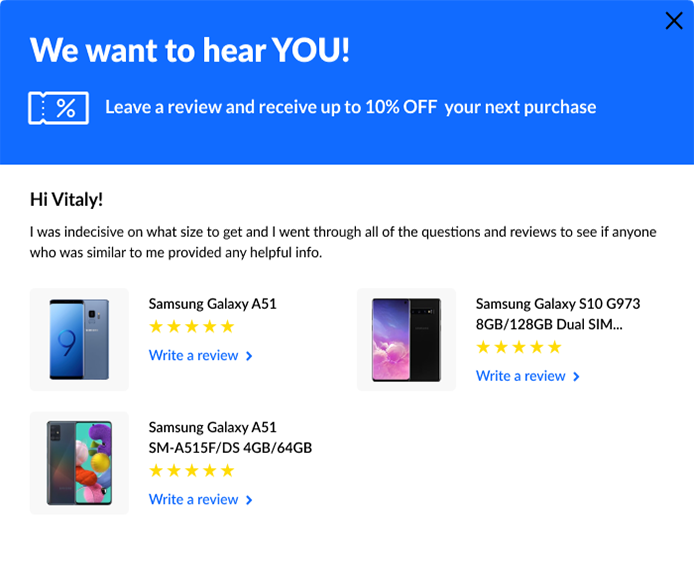 We want to hear YOU!
%
Leave a review and receive up to 10% OFF your next purchase
Hi Vitaly!
I was indecisive on what size to get and I went through all of the questions and reviews to see if anyone
who was similar to me provided any helpful info.
9
Samsung Galaxy A51
Write a review
Samsung Galaxy S10 G973
8GB/128GB Dual SIM...
Write a review
Samsung Galaxy A51
SM-A515F/DS 4GB/64GB
Write a review